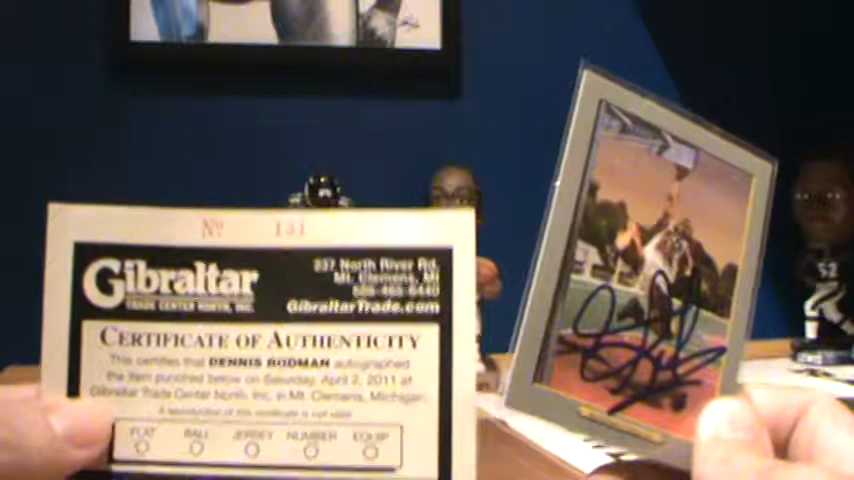 Nº 131
Gibraltar
TRADE CENTER NORTH, INC.
237 North River Rd.
Mt. Clemens, MI
586-465-6440
GibraltarTrade.com
CERTIFICATE OF AUTHENTICITY
This certifies that DENNIS RODMAN autographed
the item punched below on Saturday, April 2, 2011 at
Gibraltar Trade Center North, Inc. in Mt. Clemens, Michigan.
A reproduction of this certificate is not valid
FLAT BALL JERSEY NUMBER EQUIP
52